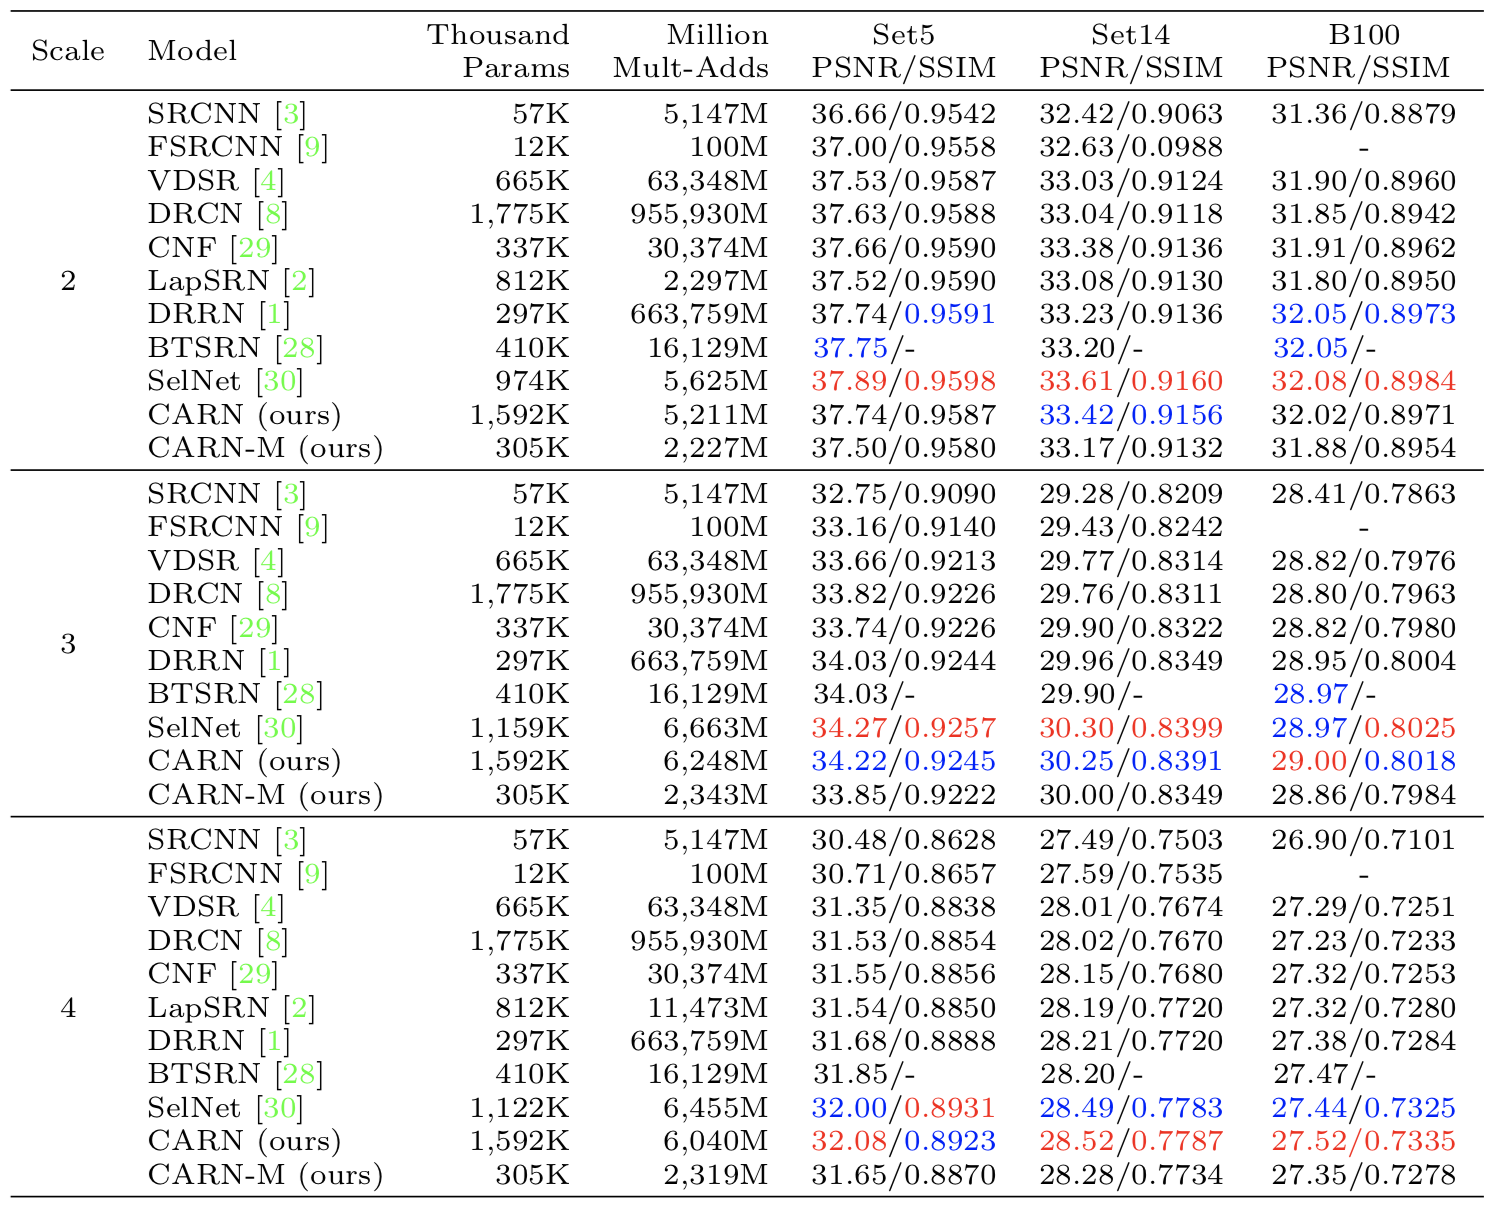 Scale Model Thousand Params Million Mult-Adds Set5 PSNR/SSIM Set14 PSNR/SSIM B100 PSNR/SSIM
SRCNN [3] 57K 5,147M 36.66/0.9542 32.42/0.9063 31.36/0.8879
FSRCNN [9] 12K 100M 37.00/0.9558 32.63/0.0988 -
VDSR [4] 665K 63,348M 37.53/0.9587 33.03/0.9124 31.90/0.8960
DRCN [8] 1,775K 955,930M 37.63/0.9588 33.04/0.9118 31.85/0.8942
CNF [29] 337K 30,374M 37.66/0.9590 33.38/0.9136 31.91/0.8962
2 LapSRN [2] 812K 2,297M 37.52/0.9590 33.08/0.9130 31.80/0.8950
DRRN [1] 297K 663,759M 37.74/0.9591 33.23/0.9136 32.05/0.8973
BTSRN [28] 410K 16,129M 37.75/- 33.20/- 32.05/-
SelNet [30] 974K 5,625M 37.89/0.9598 33.61/0.9160 32.08/0.8984
CARN (ours) 1,592K 5,211M 37.74/0.9587 33.42/0.9156 32.02/0.8971
CARN-M (ours) 305K 2,227M 37.50/0.9580 33.17/0.9132 31.88/0.8954
SRCNN [3] 57K 5,147M 32.75/0.9090 29.28/0.8209 28.41/0.7863
FSRCNN [9] 12K 100M 33.16/0.9140 29.43/0.8242 -
VDSR [4] 665K 63,348M 33.66/0.9213 29.77/0.8314 28.82/0.7976
DRCN [8] 1,775K 955,930M 33.82/0.9226 29.76/0.8311 28.80/0.7963
CNF [29] 337K 30,374M 33.74/0.9226 29.90/0.8322 28.82/0.7980
3 DRRN [1] 297K 663,759M 34.03/0.9244 29.96/0.8349 28.95/0.8004
BTSRN [28] 410K 16,129M 34.03/- 29.90/- 28.97/-
SelNet [30] 1,159K 6,663M 34.27/0.9257 30.30/0.8399 28.97/0.8025
CARN (ours) 1,592K 6,248M 34.22/0.9245 30.25/0.8391 29.00/0.8018
CARN-M (ours) 305K 2,343M 33.85/0.9222 30.00/0.8349 28.86/0.7984
SRCNN [3] 57K 5,147M 30.48/0.8628 27.49/0.7503 26.90/0.7101
FSRCNN [9] 12K 100M 30.71/0.8657 27.59/0.7535 -
VDSR [4] 665K 63,348M 31.35/0.8838 28.01/0.7674 27.29/0.7251
DRCN [8] 1,775K 955,930M 31.53/0.8854 28.02/0.7670 27.23/0.7233
CNF [29] 337K 30,374M 31.55/0.8856 28.15/0.7680 27.32/0.7253
4 LapSRN [2] 812K 11,473M 31.54/0.8850 28.19/0.7720 27.32/0.7280
DRRN [1] 297K 663,759M 31.68/0.8888 28.21/0.7720 27.38/0.7284
BTSRN [28] 410K 16,129M 31.85/- 28.20/- 27.47/-
SelNet [30] 1,122K 6,455M 32.00/0.8931 28.49/0.7783 27.44/0.7325
CARN (ours) 1,592K 6,040M 32.08/0.8923 28.52/0.7787 27.52/0.7335
CARN-M (ours) 305K 2,319M 31.65/0.8870 28.28/0.7734 27.35/0.7278